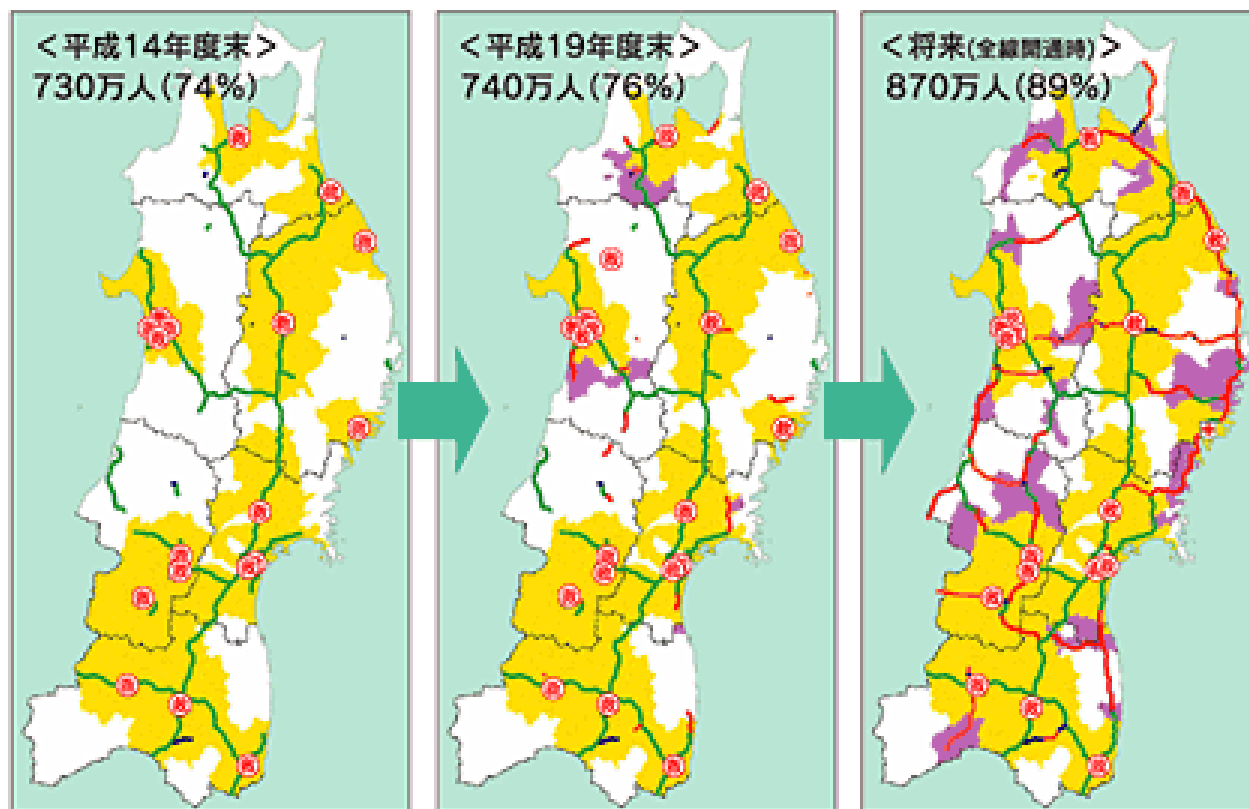 ＜平成14年度末＞
730万人(74%)
＜平成19年度末＞
740万人(76%)
＜将来(全線開通時)＞
870万人(89%)